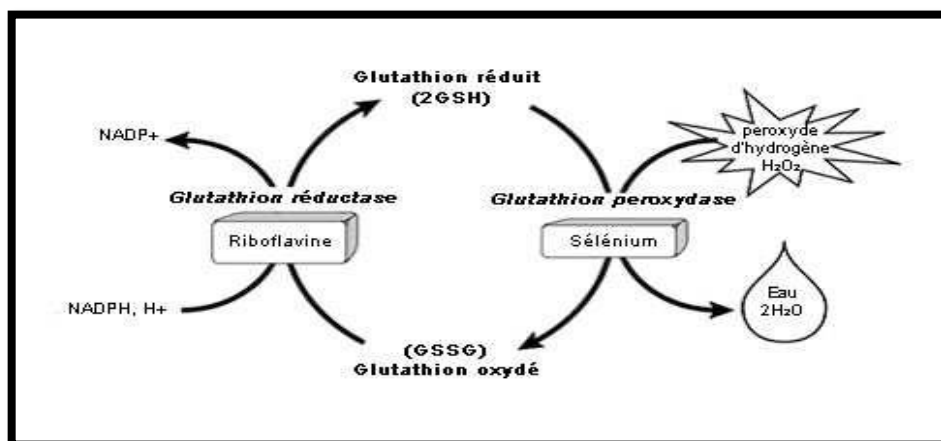 Glutathion réduit
(2GSH)
NADP+
peroxyde
d'hydrogène
H₂O₂
Glutathion réductase
Glutathion peroxydase
Riboflavine
Sélénium
NADPH, H+
Eau
2H₂O
(GSSG)
Glutathion oxydé